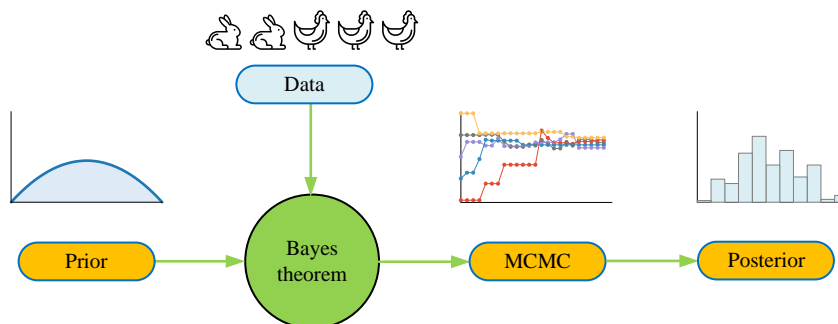 Data
Prior
Bayes
theorem
MCMC
Posterior